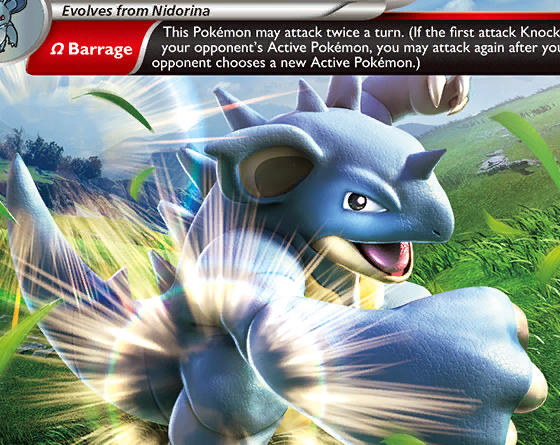 Evolves from Nidorina
Ω Barrage
This Pokémon may attack twice a turn. (If the first attack Knock
your opponent's Active Pokémon, you may attack again after you
opponent chooses a new Active Pokémon.)